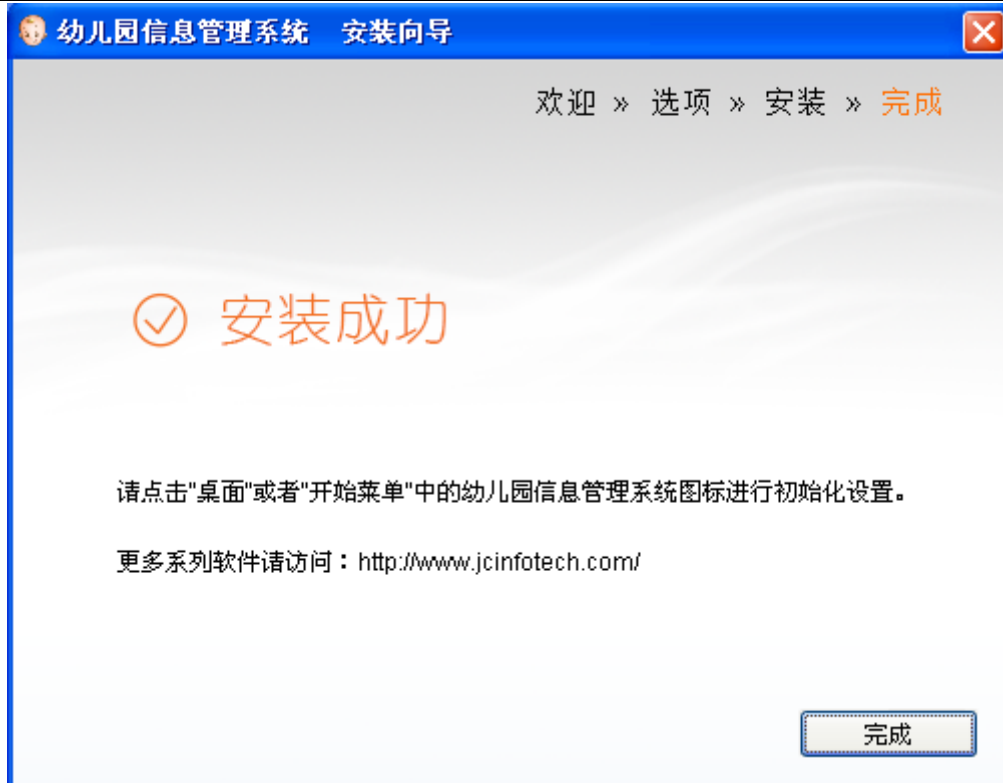 幼儿园信息管理系统 安装向导
欢迎 » 选项 » 安装 » 完成
安装成功
请点击"桌面"或者"开始菜单"中的幼儿园信息管理系统图标进行初始化设置。
更多系列软件请访问：http://www.jcinfotech.com/
完成